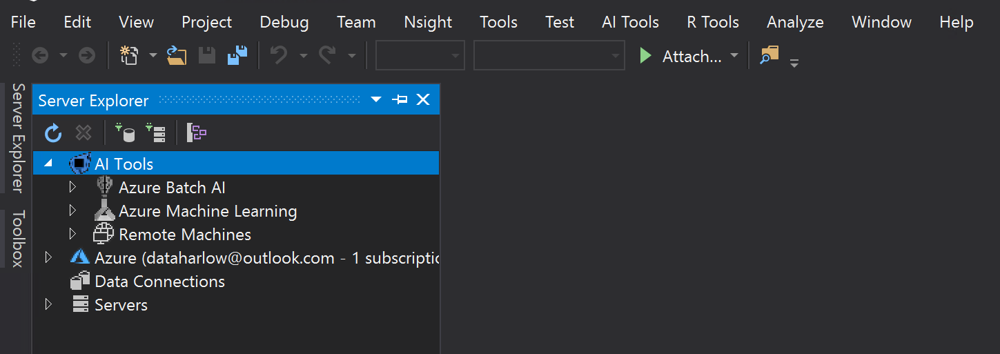 File Edit View Project Debug Team Nsight Tools Test AI Tools R Tools Analyze Window Help
Attach...
Server Explorer
Toolbox
Server Explorer
AI Tools
Azure Batch AI
Azure Machine Learning
Remote Machines
Azure (dataharlow@outlook.com - 1 subscriptic
Data Connections
Servers